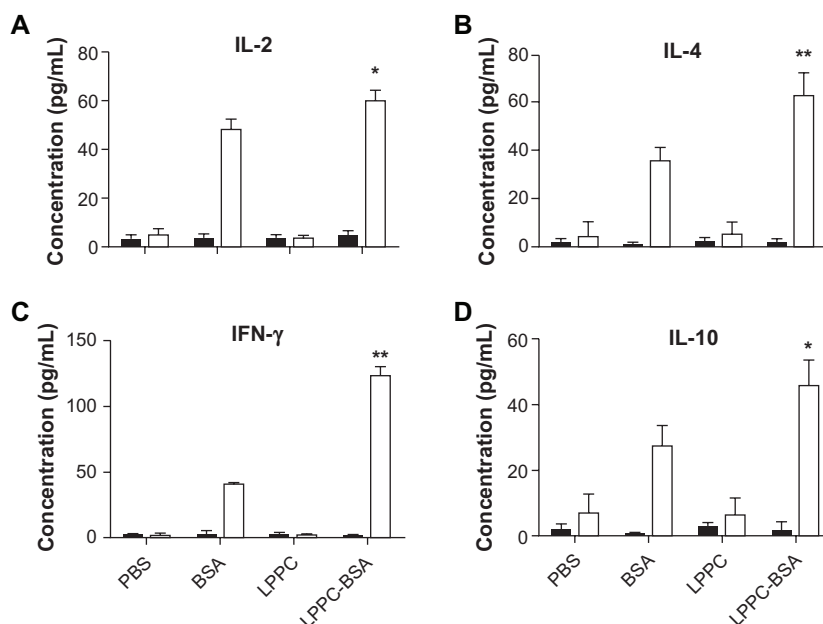 A
IL-2
Concentration (pg/mL)
80
60
40
20
0
*
B
IL-4
Concentration (pg/mL)
80
60
40
20
0
**
C
IFN-γ
Concentration (pg/mL)
150
100
50
0
**
PBS
BSA
LPPC
LPPC-BSA
D
IL-10
Concentration (pg/mL)
60
40
20
0
*
PBS
BSA
LPPC
LPPC-BSA